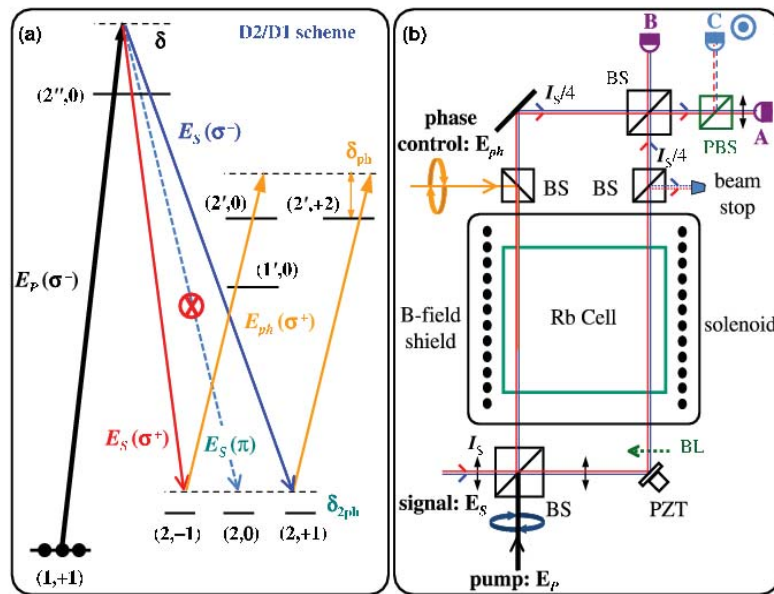 (a)
δ
D2/D1 scheme
(2'',0)
E_S(σ⁻)
δ_ph
(2',0)
(2',+2)
(1',0)
E_P(σ⁻)
E_ph(σ⁺)
E_S(σ⁺)
E_S(π)
δ_2ph
(2,−1)
(2,0)
(2,+1)
(1,+1)
(b)
B
C
BS
I_S/4
phase
control: E_ph
PBS
A
I_S/4
BS
BS
beam
stop
B-field
shield
Rb Cell
solenoid
I_S
BL
signal: E_S
BS
PZT
pump: E_P